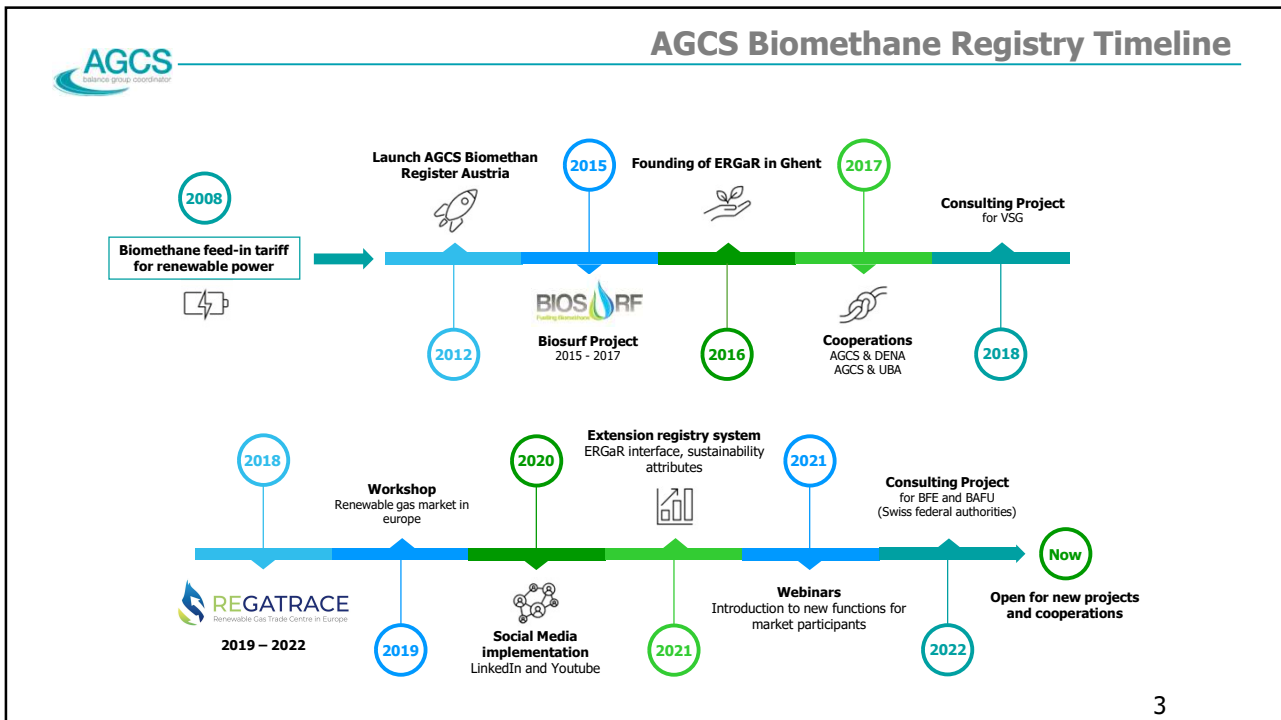 AGCS Biomethane Registry Timeline
AGCS
balance group coordinator
2008
Biomethane feed-in tariff
for renewable power
Launch AGCS Biomethan
Register Austria
2012
2015
BIOSURF
Fuelling Biomethane
Biosurf Project
2015 - 2017
Founding of ERGaR in Ghent
2016
2017
Cooperations
AGCS & DENA
AGCS & UBA
Consulting Project
for VSG
2018
2018
REGATRACE
Renewable Gas Trade Centre in Europe
2019 – 2022
Workshop
Renewable gas market in
europe
2019
2020
Social Media
implementation
LinkedIn and Youtube
Extension registry system
ERGaR interface, sustainability
attributes
2021
2021
Webinars
Introduction to new functions for
market participants
Consulting Project
for BFE and BAFU
(Swiss federal authorities)
2022
Now
Open for new projects
and cooperations
3